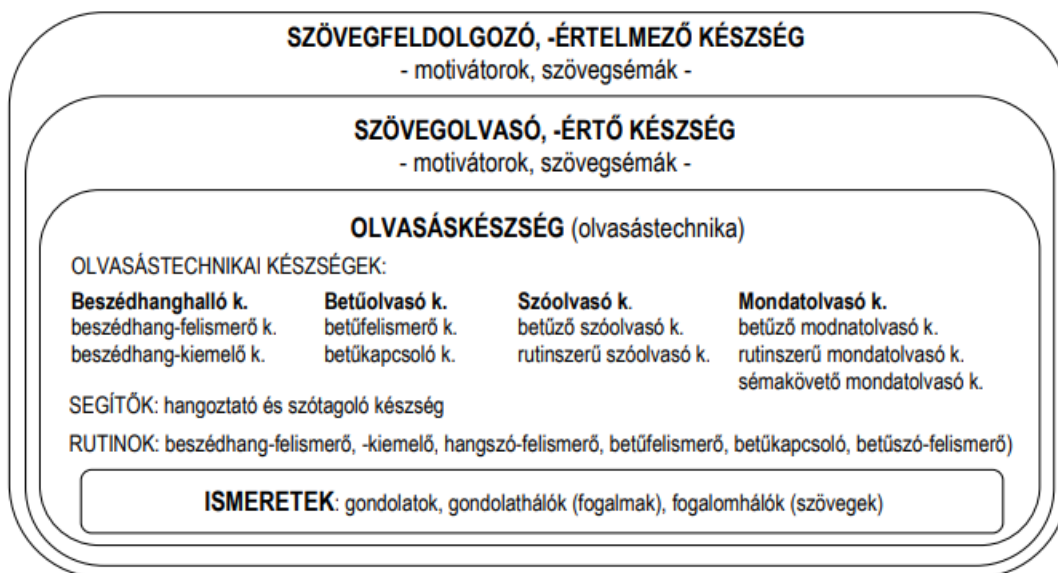 SZÖVEGFELDOLGOZÓ, -ÉRTELMEZŐ KÉSZSÉG
- motivátorok, szövegsémák -
SZÖVEGOLVASÓ, -ÉRTŐ KÉSZSÉG
- motivátorok, szövegsémák -
OLVASÁSKÉSZSÉG (olvasástechnika)
OLVASÁSTECHNIKAI KÉSZSÉGEK:
Beszédhanghalló k. Betűolvasó k. Szóolvasó k. Mondatolvasó k.
beszédhang-felismerő k. betűfelismerő k. betűző szóolvasó k. betűző modnatolvasó k.
beszédhang-kiemelő k. betűkapcsoló k. rutinszerű szóolvasó k. rutinszerű mondatolvasó k.
sémakövető mondatolvasó k.
SEGÍTŐK: hangoztató és szótagoló készség
RUTINOK: beszédhang-felismerő, -kiemelő, hangszó-felismerő, betűfelismerő, betűkapcsoló, betűszó-felismerő)
ISMERETEK: gondolatok, gondolathálók (fogalmak), fogalomhálók (szövegek)